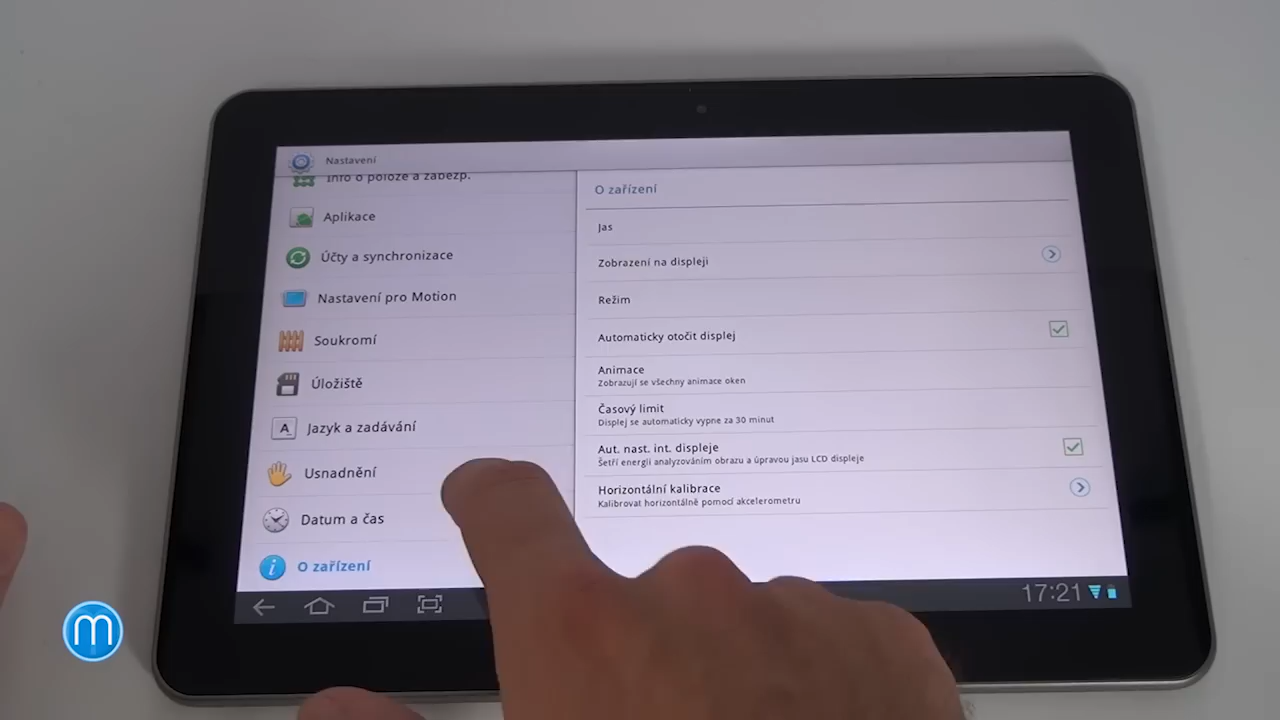 Nastavení
Info o poloze a zabezp.
Aplikace
Účty a synchronizace
Nastavení pro Motion
Soukromí
Úložiště
A
Jazyk a zadávání
Usnadnění
Datum a čas
i
O zařízení
O zařízení
Jas
Zobrazení na displeji
Režim
Automaticky otočit displej
Animace
Zobrazují se všechny animace oken
Časový limit
Displej se automaticky vypne za 30 minut
Aut. nast. int. displeje
Šetří energii analyzováním obrazu a úpravou jasu LCD displeje
Horizontální kalibrace
Kalibrovat horizontálně pomocí akcelerometru
17:21
m